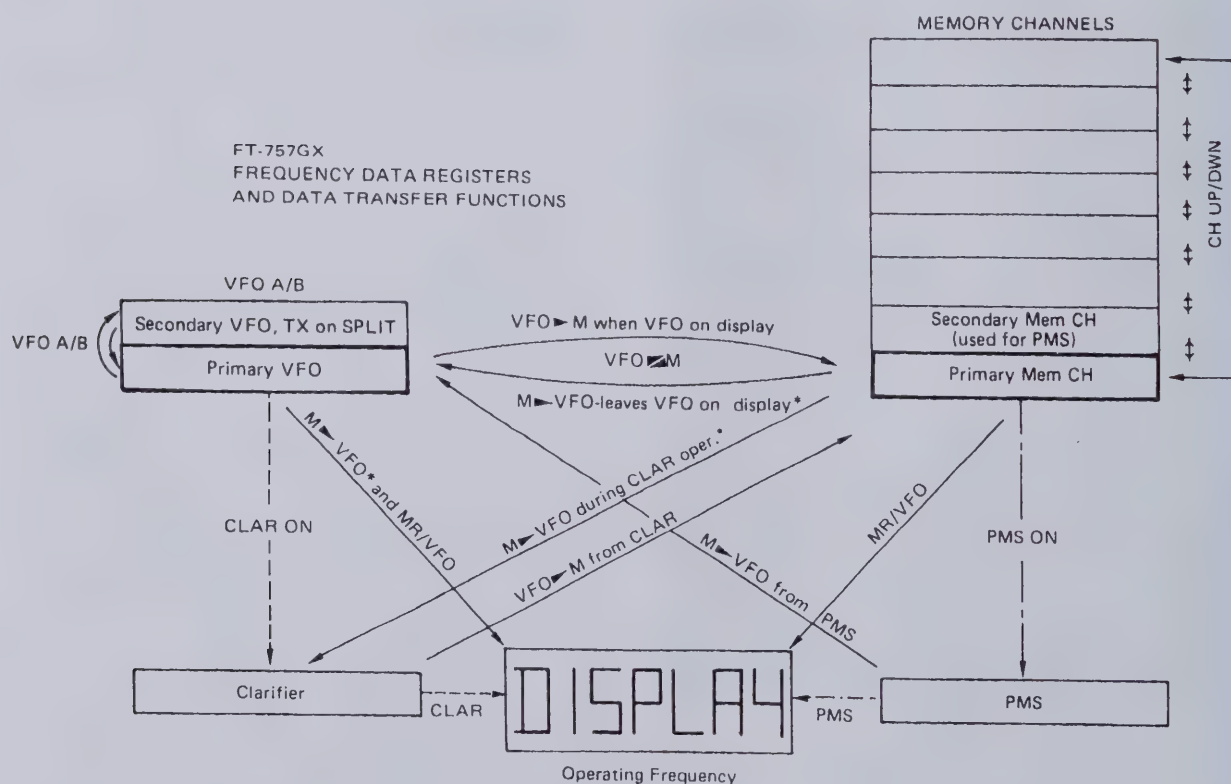 MEMORY CHANNELS
FT-757GX
FREQUENCY DATA REGISTERS
AND DATA TRANSFER FUNCTIONS
CH UP/DWN
VFO A/B
VFO A/B
Secondary VFO, TX on SPLIT
Primary VFO
VFO►M when VFO on display
VFO M
M►VFO-leaves VFO on display*
Secondary Mem CH
(used for PMS)
Primary Mem CH
CLAR ON
M►VFO* and MR/VFO
M►VFO during CLAR oper.*
VFO►M from CLAR
M►VFO from PMS
MR/VFO
PMS ON
Clarifier
CLAR
DISPLAY
PMS
PMS
Operating Frequency